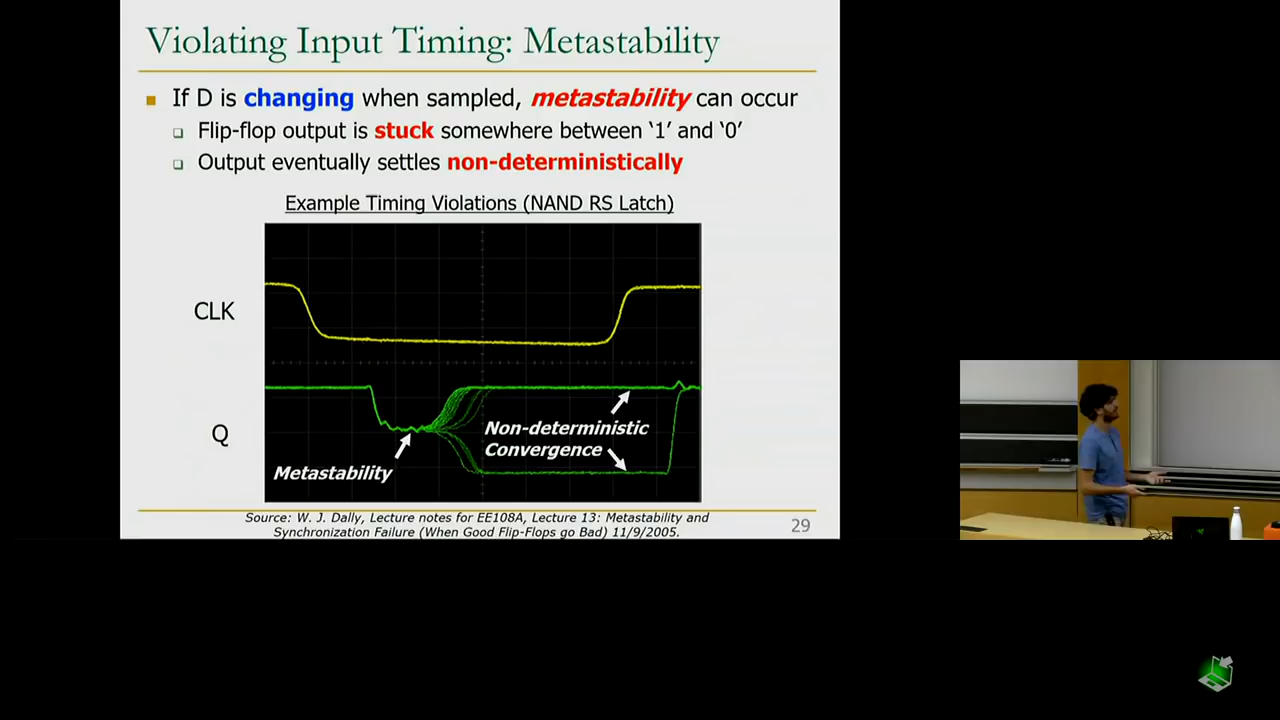 Violating Input Timing: Metastability
If D is changing when sampled, metastability can occur
Flip-flop output is stuck somewhere between ‘1’ and ‘0’
Output eventually settles non-deterministically
Example Timing Violations (NAND RS Latch)
CLK
Q
Non-deterministic
Convergence
Metastability
Source: W. J. Dally, Lecture notes for EE108A, Lecture 13: Metastability and
Synchronization Failure (When Good Flip-Flops go Bad) 11/9/2005.
29